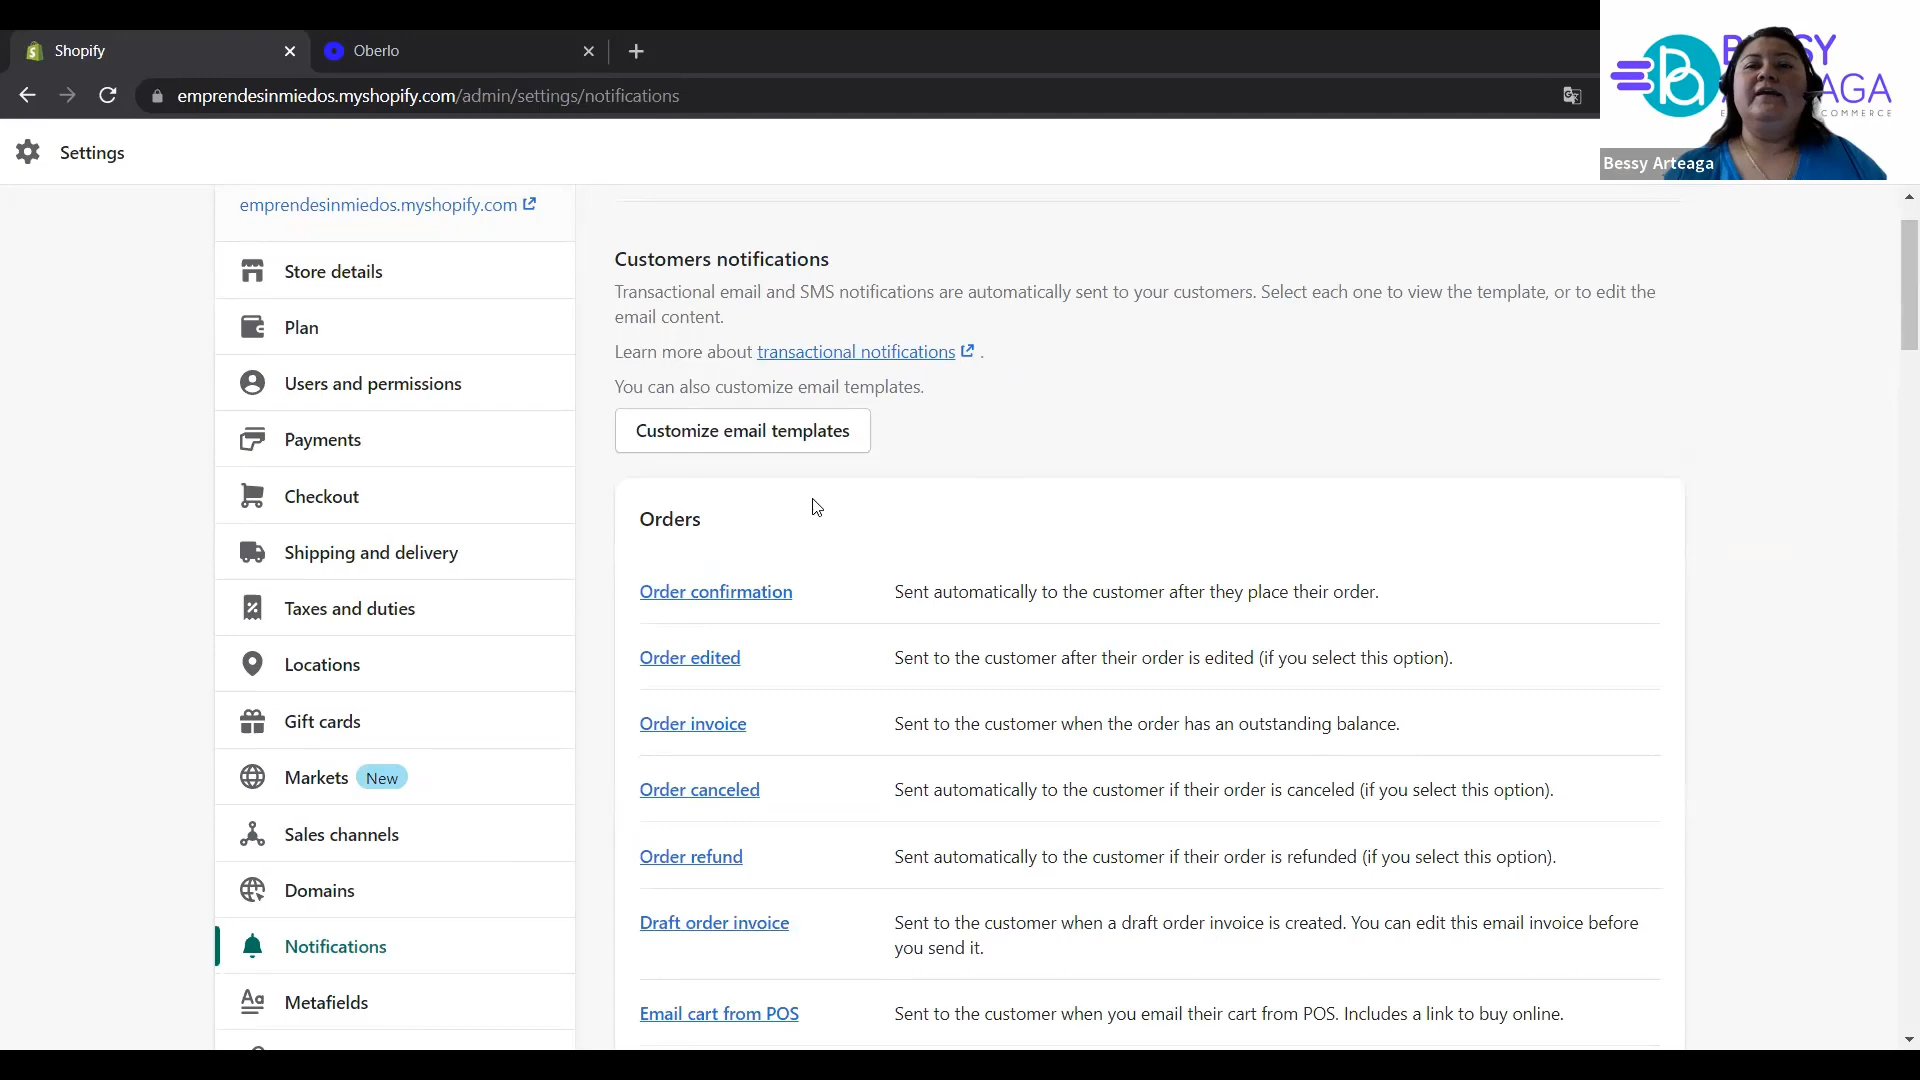 Shopify
Oberlo
emprendesinmiedos.myshopify.com/admin/settings/notifications
Settings
Bessy Arteaga
emprendesinmiedos.myshopify.com
Store details
Plan
Users and permissions
Payments
Checkout
Shipping and delivery
Taxes and duties
Locations
Gift cards
Markets New
Sales channels
Domains
Notifications
Metafields
Customers notifications
Transactional email and SMS notifications are automatically sent to your customers. Select each one to view the template, or to edit the
email content.
Learn more about transactional notifications .
You can also customize email templates.
Customize email templates
Orders
Order confirmation Sent automatically to the customer after they place their order.
Order edited Sent to the customer after their order is edited (if you select this option).
Order invoice Sent to the customer when the order has an outstanding balance.
Order canceled Sent automatically to the customer if their order is canceled (if you select this option).
Order refund Sent automatically to the customer if their order is refunded (if you select this option).
Draft order invoice Sent to the customer when a draft order invoice is created. You can edit this email invoice before
you send it.
Email cart from POS Sent to the customer when you email their cart from POS. Includes a link to buy online.